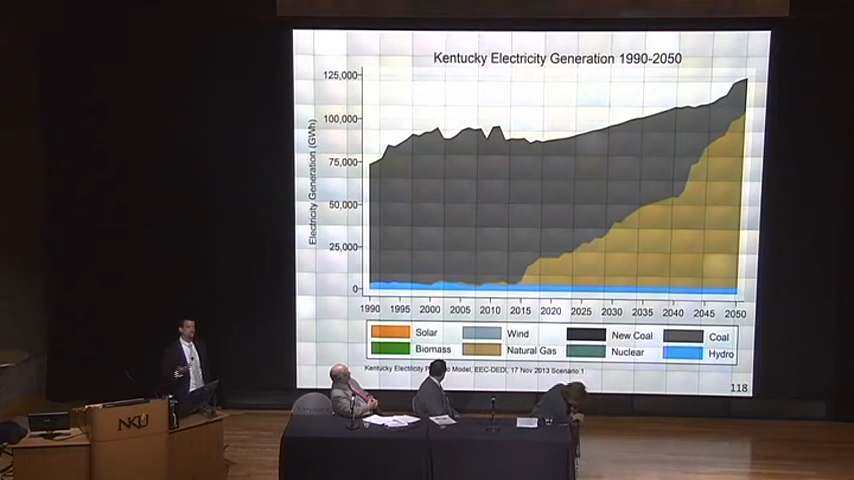 Kentucky Electricity Generation 1990-2050
Electricity Generation (GWh)
125,000
100,000
75,000
50,000
25,000
0
1990 1995 2000 2005 2010 2015 2020 2025 2030 2035 2040 2045 2050
Solar Wind New Coal Coal
Biomass Natural Gas Nuclear Hydro
Kentucky Electricity Model, EEC-DEDI, 17 Nov 2013 Scenario 1
118
NKU